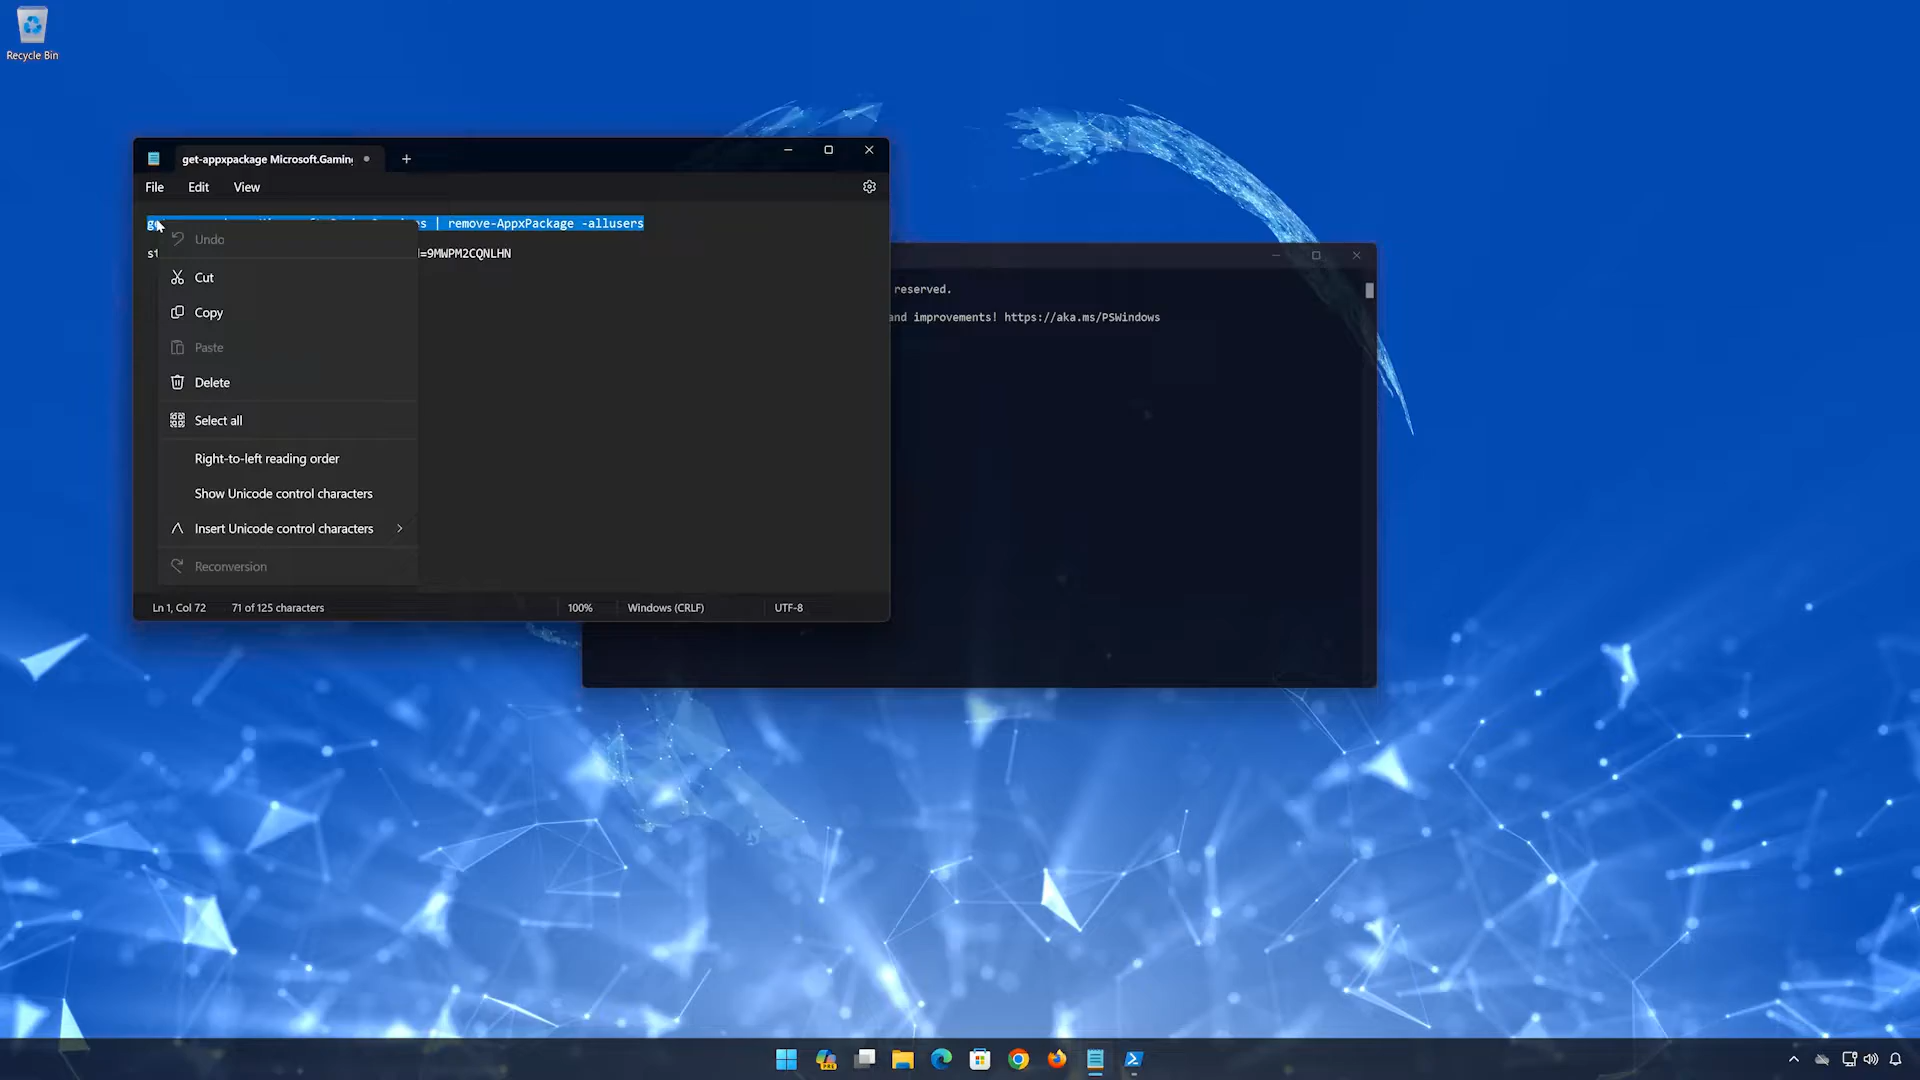 Recycle Bin
get-appxpackage Microsoft.Gaming
File
Edit
View
| remove-AppxPackage -allusers
=9MWPM2CQNLHN
Undo
Cut
Copy
Paste
Delete
Select all
Right-to-left reading order
Show Unicode control characters
Insert Unicode control characters
Reconversion
Ln 1, Col 72
71 of 125 characters
100%
Windows (CRLF)
UTF-8
reserved.
and improvements! https://aka.ms/PSWindows